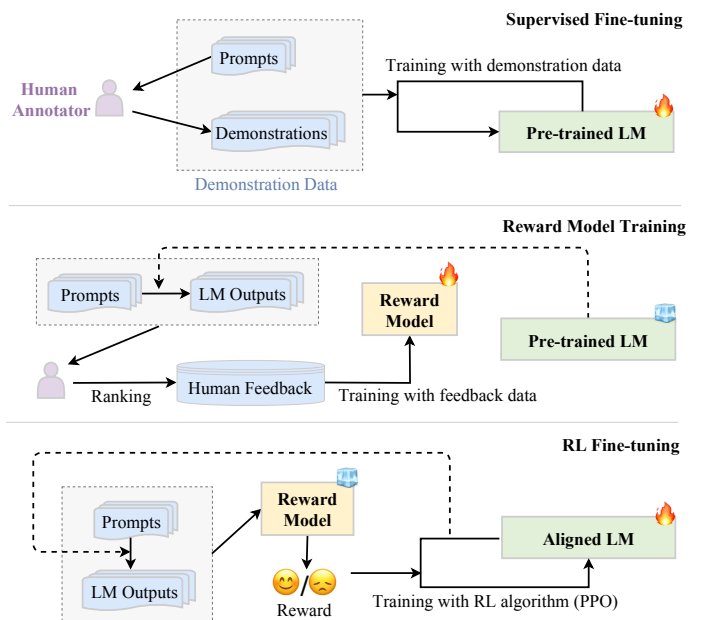 Supervised Fine-tuning
Prompts
Training with demonstration data
Human
Annotator
Demonstrations
Pre-trained LM
Demonstration Data
Reward Model Training
Prompts
LM Outputs
Reward
Model
Pre-trained LM
Ranking
Human Feedback
Training with feedback data
RL Fine-tuning
Prompts
Reward
Model
Aligned LM
LM Outputs
/
Reward
Training with RL algorithm (PPO)